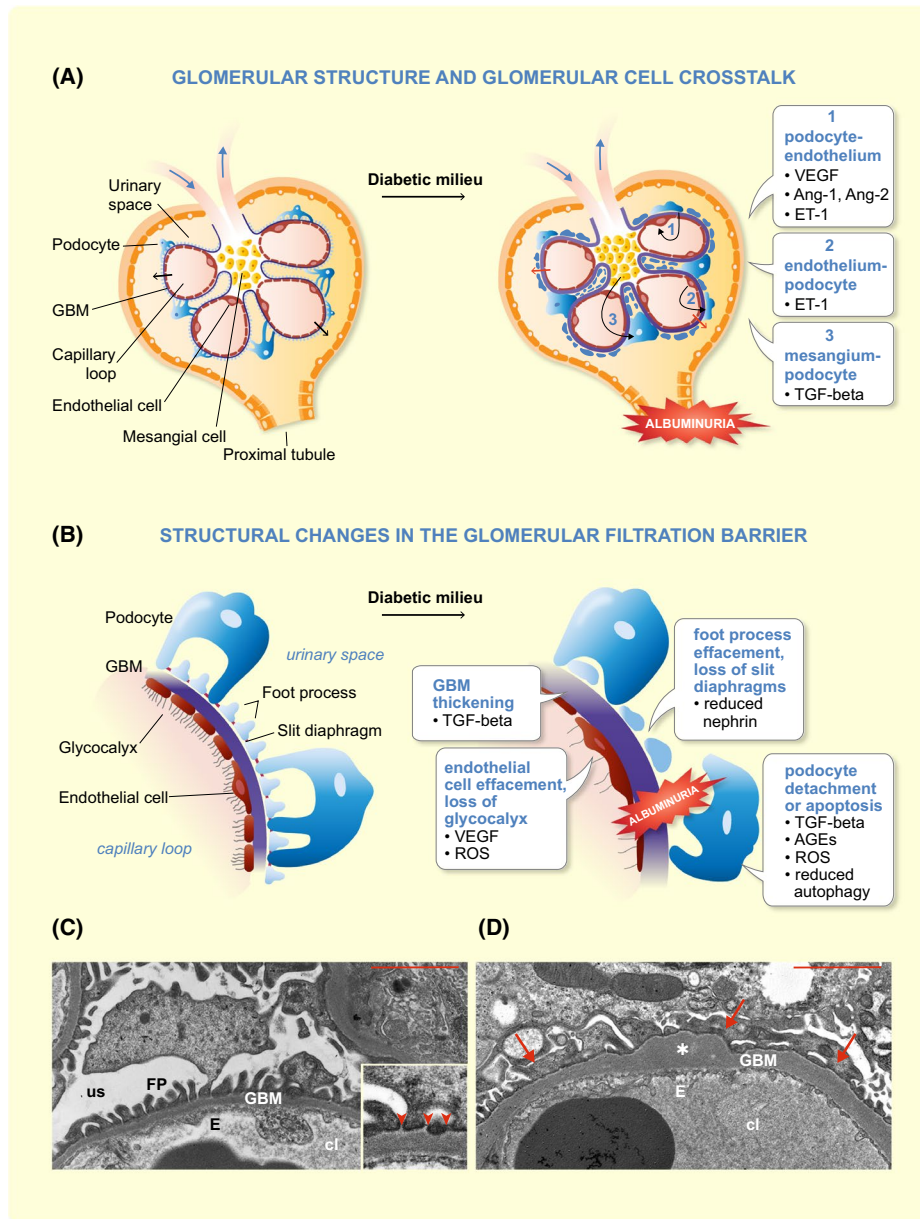 (A)
GLOMERULAR STRUCTURE AND GLOMERULAR CELL CROSSTALK
Urinary
space
Podocyte
GBM
Capillary
loop
Endothelial cell
Mesangial cell
Proximal tubule
Diabetic milieu
1
2
3
ALBUMINURIA
1
podocyte-
endothelium
• VEGF
• Ang-1, Ang-2
• ET-1
2
endothelium-
podocyte
• ET-1
3
mesangium-
podocyte
• TGF-beta
(B)
STRUCTURAL CHANGES IN THE GLOMERULAR FILTRATION BARRIER
Podocyte
GBM
urinary space
Foot process
Slit diaphragm
Glycocalyx
Endothelial cell
capillary loop
Diabetic milieu
GBM
thickening
• TGF-beta
endothelial
cell effacement,
loss of
glycocalyx
• VEGF
• ROS
foot process
effacement,
loss of slit
diaphragms
• reduced
nephrin
ALBUMINURIA
podocyte
detachment
or apoptosis
• TGF-beta
• AGEs
• ROS
• reduced
autophagy
(C)
us
FP
GBM
E
cl
(D)
*
GBM
E
cl